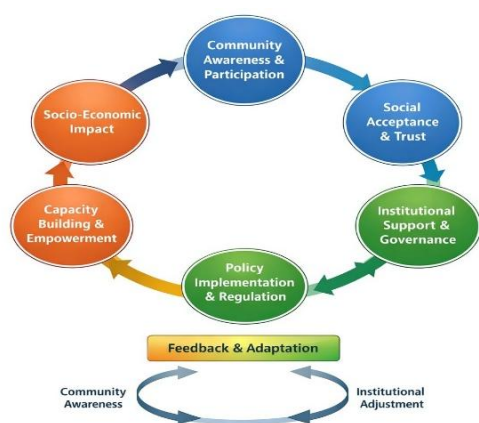 Community
Awareness &
Participation
Social
Acceptance
& Trust
Institutional
Support &
Governance
Policy
Implementation
& Regulation
Capacity
Building &
Empowerment
Socio-Economic
Impact
Feedback & Adaptation
Community
Awareness
Institutional
Adjustment